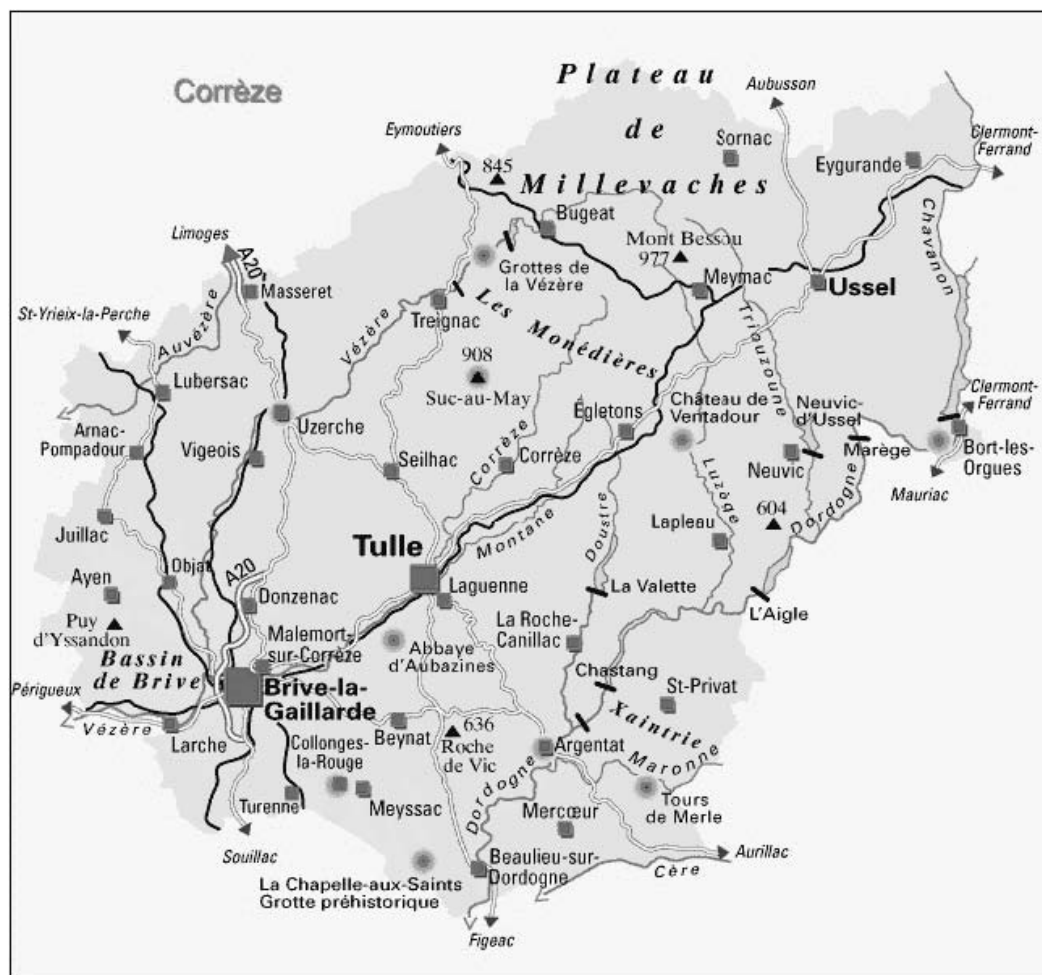 Corrèze
Plateau
de
Millevaches
Aubusson
Eymoutiers
845
Sornac
Eygurande
Clermont-
Ferrand
Bugeat
Chavanon
Limoges
A20
Masseret
Grottes de
la Vézère
Mont Bessou
977
Meymac
Ussel
St-Yrieix-la-Perche
Auvézère
Vézère
Treignac
Les Monédières
Triouzoune
908
Suc-au-May
Lubersac
Uzerche
Égletons
Château de
Ventadour
Neuvic-
d'Ussel
Clermont-
Ferrand
Arnac-
Pompadour
Vigeois
Seilhac
Corrèze
Corrèze
Luzège
Neuvic
Marège
Bort-les-
Orgues
Mauriac
Juillac
Tulle
Montane
Doustre
Lapleau
604
Dordogne
Objat
A20
Ayen
Donzenac
Laguenne
La Valette
L'Aigle
Puy
d'Yssandon
Malemort-
sur-Corrèze
Abbaye
d'Aubazines
La Roche-
Canillac
Bassin
de Brive
Chastang
St-Privat
Périgueux
Brive-la-
Gaillarde
Xaintrie
Vézère
Larche
Beynat
636
Roche
de Vic
Argentat
Maronne
Collonges-
la-Rouge
Dordogne
Turenne
Meyssac
Mercœur
Tours
de Merle
Souillac
Beaulieu-sur-
Dordogne
Aurillac
Cère
La Chapelle-aux-Saints
Grotte préhistorique
Figeac